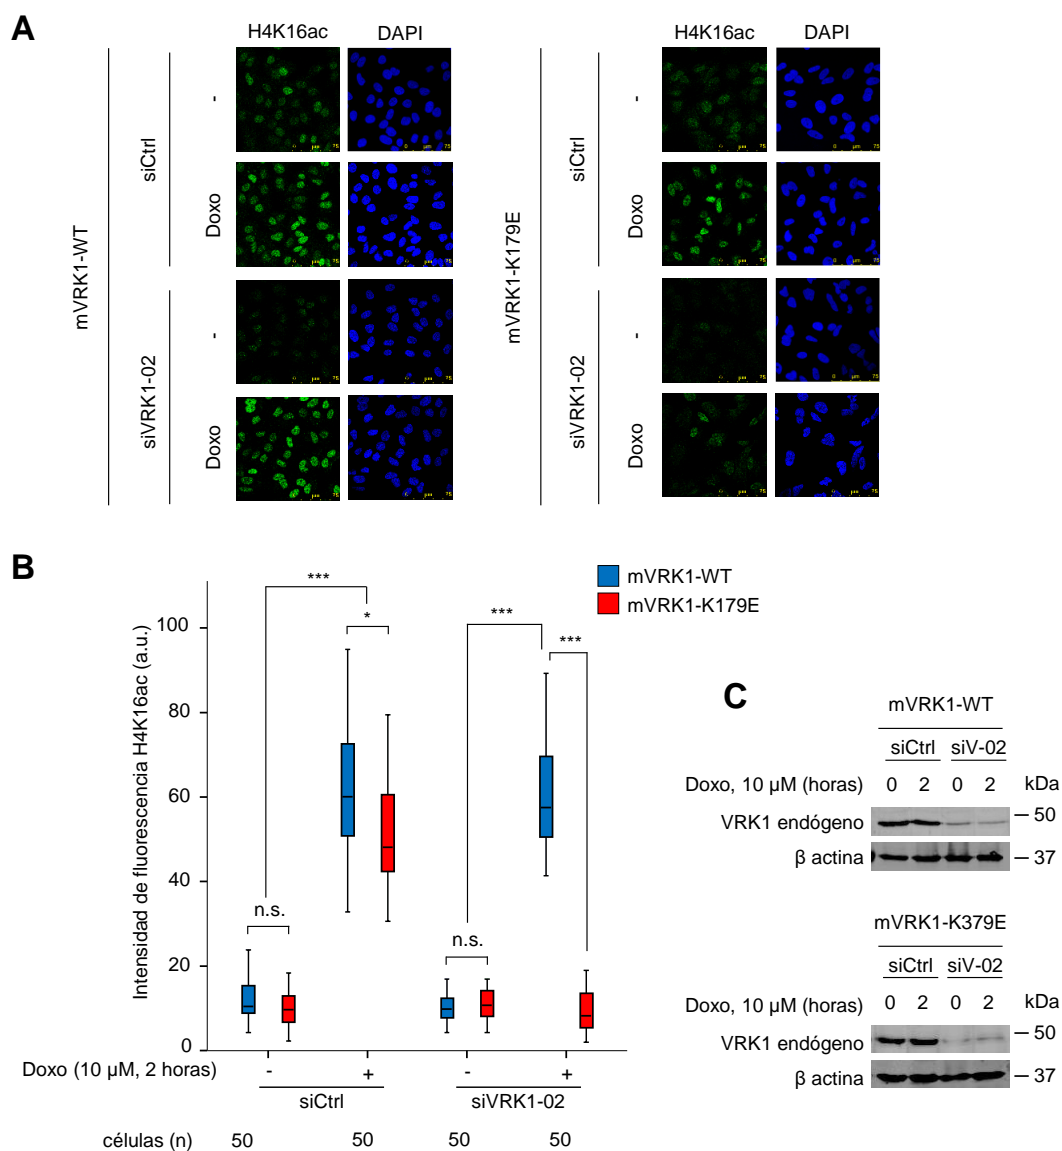 A
H4K16ac DAPI
H4K16ac DAPI
mVRK1-WT
siCtrl
-
Doxo
siVRK1-02
-
Doxo
mVRK1-K179E
siCtrl
-
Doxo
siVRK1-02
-
Doxo
0 µm 75
B
mVRK1-WT
mVRK1-K179E
Intensidad de fluorescencia H4K16ac (a.u.)
100
80
60
40
20
0
***
*
***
***
n.s.
n.s.
Doxo (10 µM, 2 horas) - + - +
siCtrl siVRK1-02
células (n) 50 50 50 50
C
mVRK1-WT
siCtrl siV-02
Doxo, 10 µM (horas) 0 2 0 2 kDa
VRK1 endógeno 50
β actina 37
mVRK1-K379E
siCtrl siV-02
Doxo, 10 µM (horas) 0 2 0 2 kDa
VRK1 endógeno 50
β actina 37